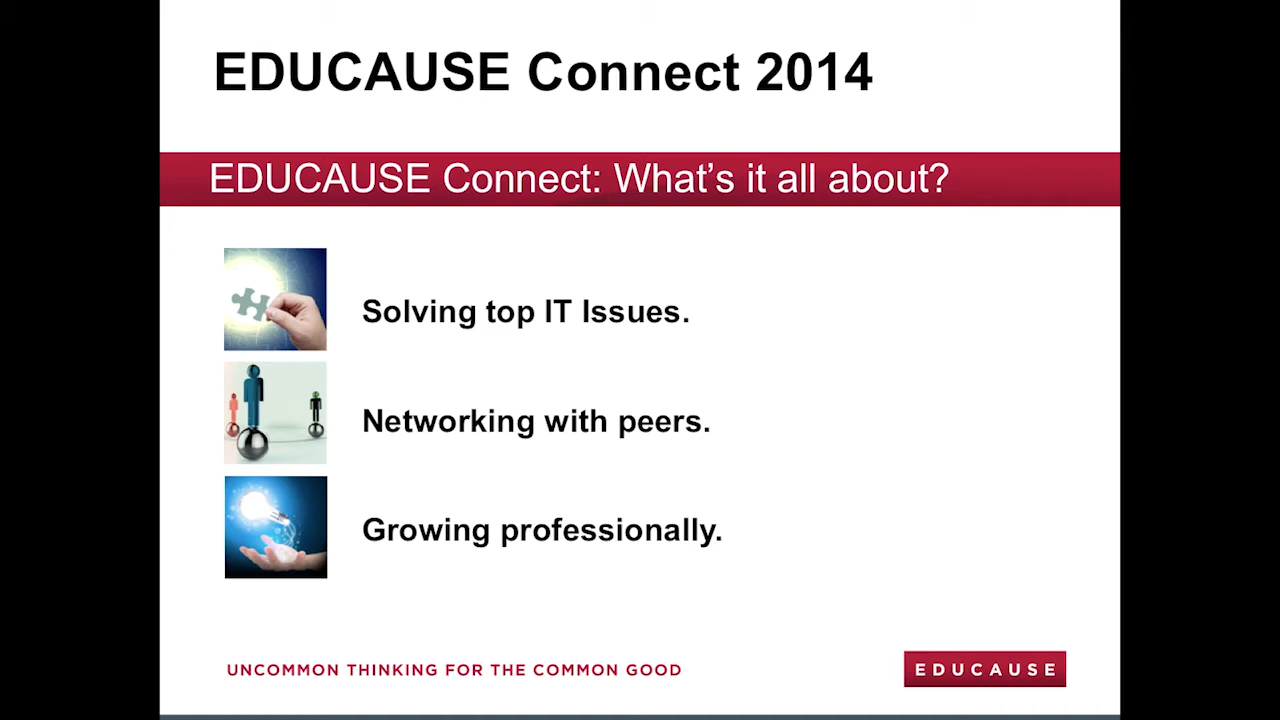 EDUCAUSE Connect 2014
EDUCAUSE Connect: What's it all about?
Solving top IT Issues.
Networking with peers.
Growing professionally.
UNCOMMON THINKING FOR THE COMMON GOOD
EDUCAUSE